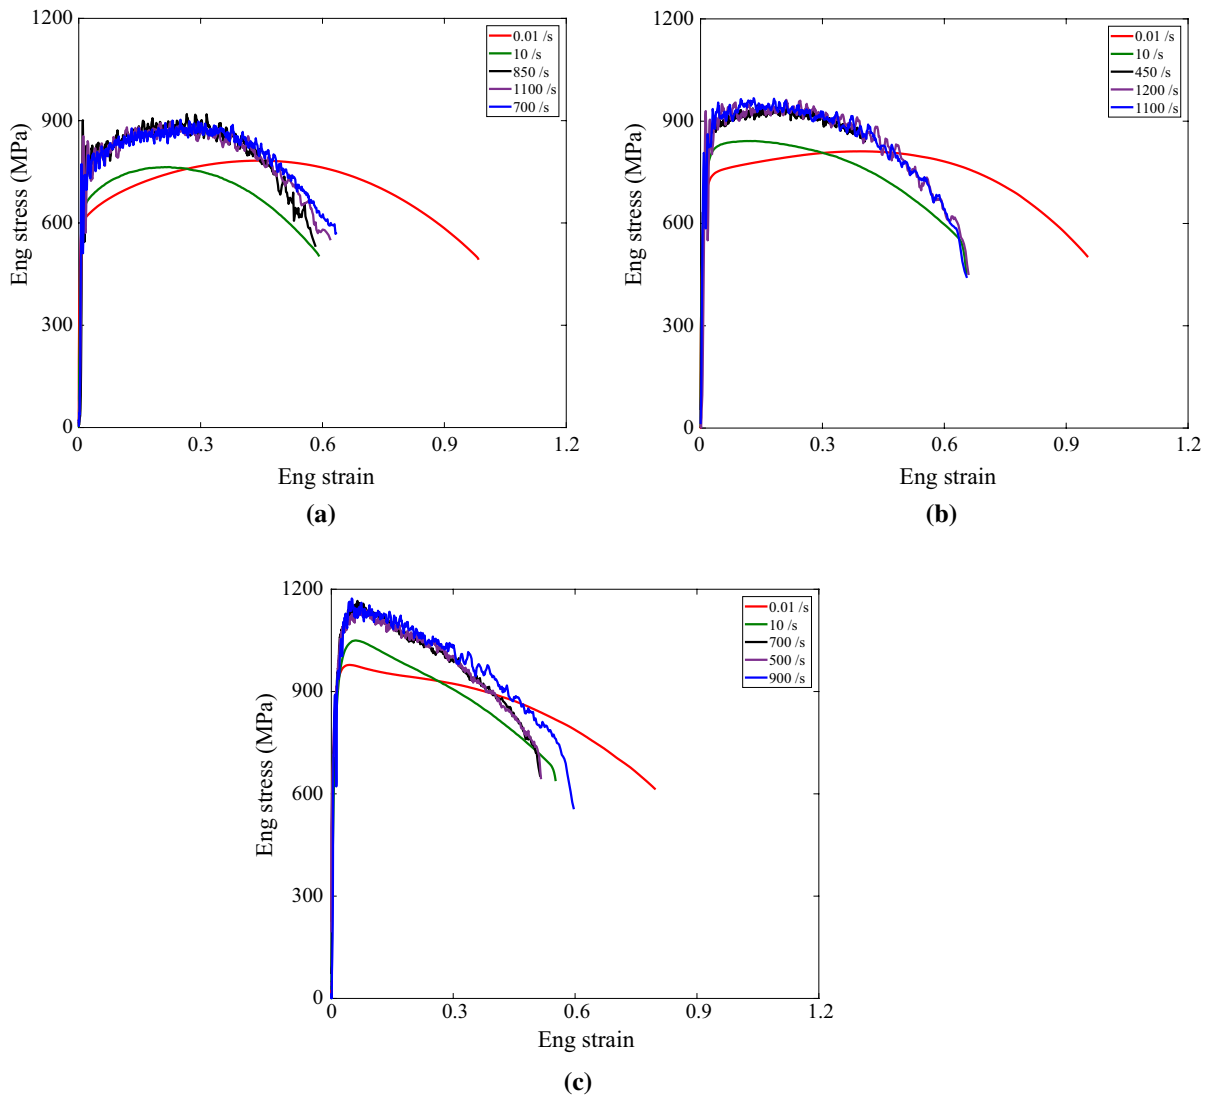 1200
900
600
300
0
Eng stress (MPa)
0.01 /s
10 /s
850 /s
1100 /s
700 /s
0 0.3 0.6 0.9 1.2
Eng strain
(a)
1200
900
600
300
0
Eng stress (MPa)
0.01 /s
10 /s
450 /s
1200 /s
1100 /s
0 0.3 0.6 0.9 1.2
Eng strain
(b)
1200
900
600
300
0
Eng stress (MPa)
0.01 /s
10 /s
700 /s
500 /s
900 /s
0 0.3 0.6 0.9 1.2
Eng strain
(c)